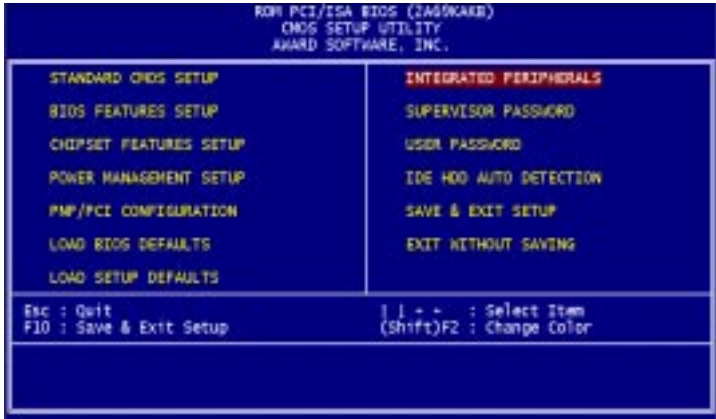 ROM PCI/ISA BIOS (2A69KAKB)
CMOS SETUP UTILITY
AWARD SOFTWARE, INC.
STANDARD CMOS SETUP
BIOS FEATURES SETUP
CHIPSET FEATURES SETUP
POWER MANAGEMENT SETUP
PNP/PCI CONFIGURATION
LOAD BIOS DEFAULTS
LOAD SETUP DEFAULTS
INTEGRATED PERIPHERALS
SUPERVISOR PASSWORD
USER PASSWORD
IDE HDD AUTO DETECTION
SAVE & EXIT SETUP
EXIT WITHOUT SAVING
Esc : Quit
F10 : Save & Exit Setup
: Select Item
(Shift)F2 : Change Color